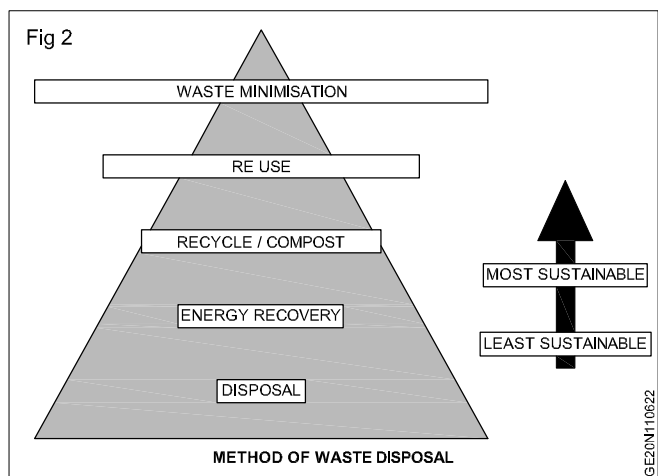 Fig 2
WASTE MINIMISATION
RE USE
RECYCLE / COMPOST
ENERGY RECOVERY
DISPOSAL
METHOD OF WASTE DISPOSAL
MOST SUSTAINABLE
LEAST SUSTAINABLE
GE20N110622